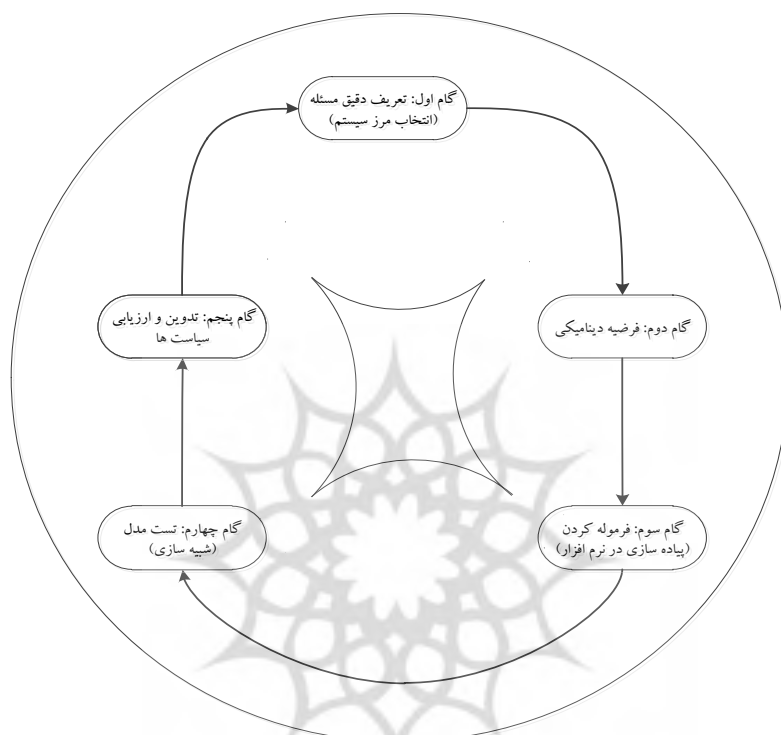 گام اول: تعریف دقیق مسئله
(انتخاب مرز سیستم)
گام دوم: فرضیه دینامیکی
گام سوم: فرموله کردن
(پیاده سازی در نرم افزار)
گام چهارم: تست مدل
(شبیه سازی)
گام پنجم: تدوین و ارزیابی
سیاست ها